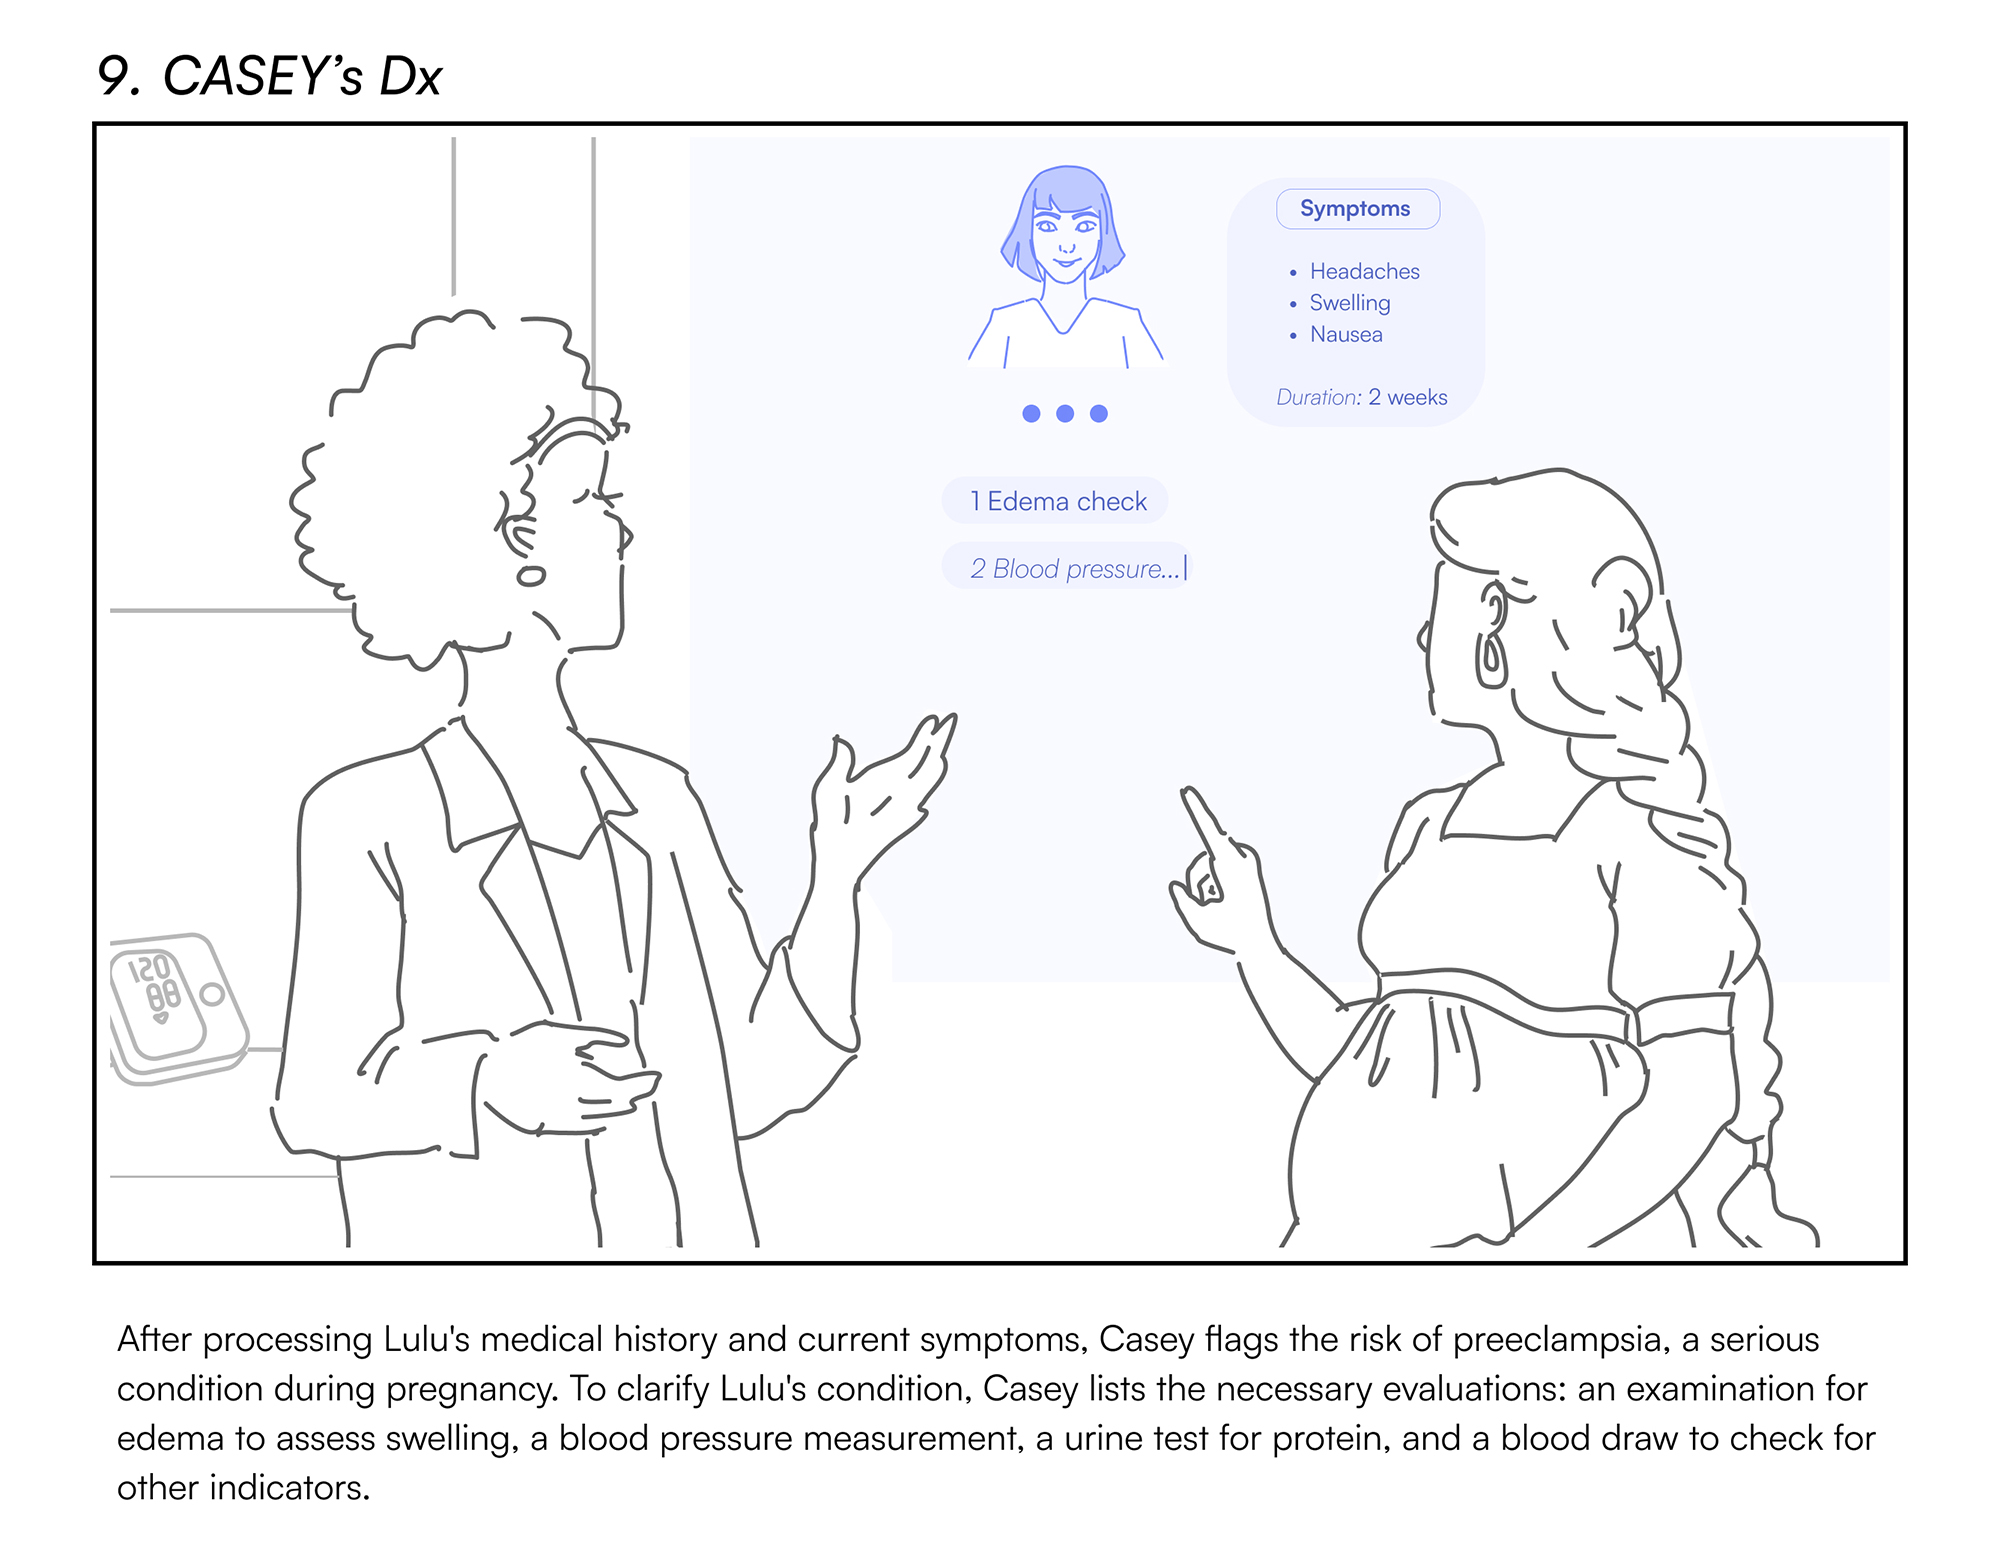 9. CASEY's Dx
Symptoms
• Headaches
• Swelling
• Nausea
Duration: 2 weeks
1 Edema check
2 Blood pressure...|
120
88
After processing Lulu's medical history and current symptoms, Casey flags the risk of preeclampsia, a serious
condition during pregnancy. To clarify Lulu's condition, Casey lists the necessary evaluations: an examination for
edema to assess swelling, a blood pressure measurement, a urine test for protein, and a blood draw to check for
other indicators.